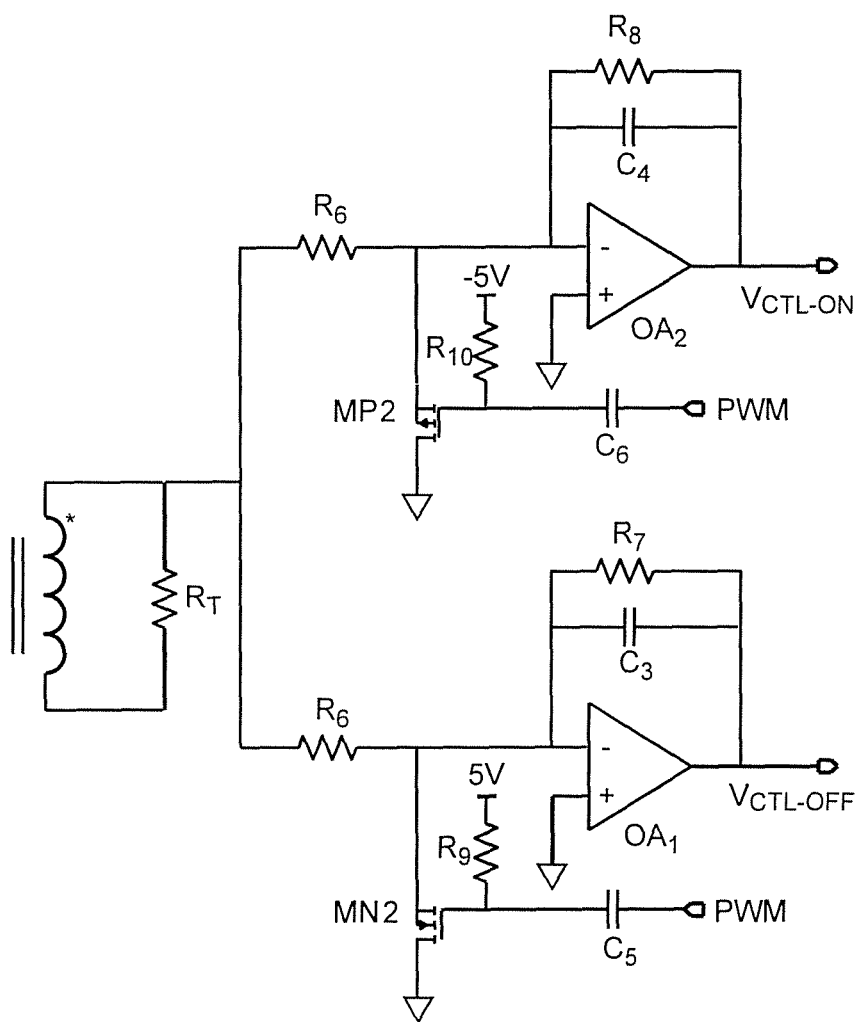 R8
C4
R6
-5V
- 
+
OA2
VCTL-ON
R10
MP2
C6
PWM
*
RT
R7
C3
R6
5V
-
+
OA1
VCTL-OFF
R9
MN2
C5
PWM